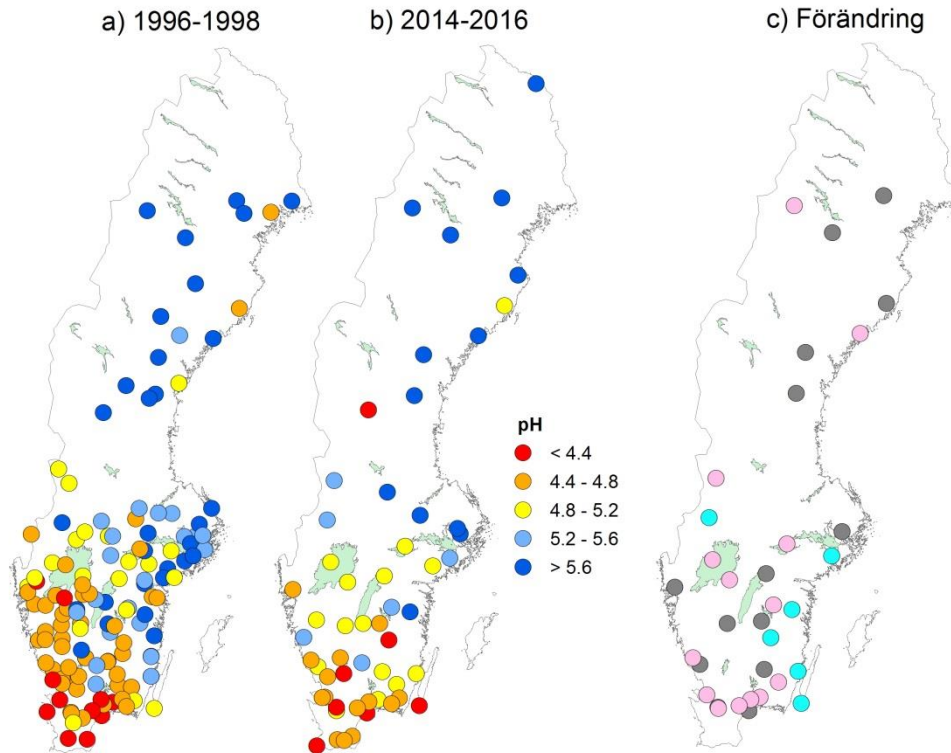 a) 1996-1998
b) 2014-2016
c) Förändring
pH
< 4.4
4.4 - 4.8
4.8 - 5.2
5.2 - 5.6
> 5.6